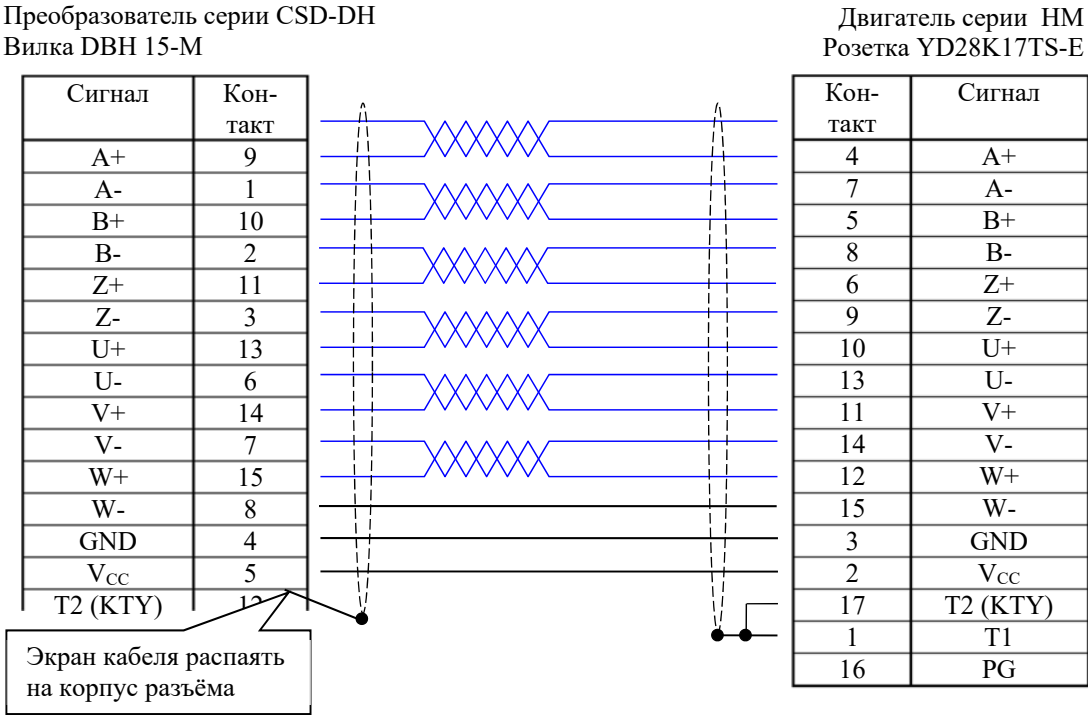 Преобразователь серии CSD-DH
Вилка DBH 15-M
Сигнал Кон-
такт
A+ 9
A- 1
B+ 10
B- 2
Z+ 11
Z- 3
U+ 13
U- 6
V+ 14
V- 7
W+ 15
W- 8
GND 4
VCC 5
T2 (KTY) 12
Экран кабеля распаять
на корпус разъёма
Двигатель серии HM
Розетка YD28K17TS-E
Кон- Сигнал
такт
4 A+
7 A-
5 B+
8 B-
6 Z+
9 Z-
10 U+
13 U-
11 V+
14 V-
12 W+
15 W-
3 GND
2 VCC
17 T2 (KTY)
1 T1
16 PG